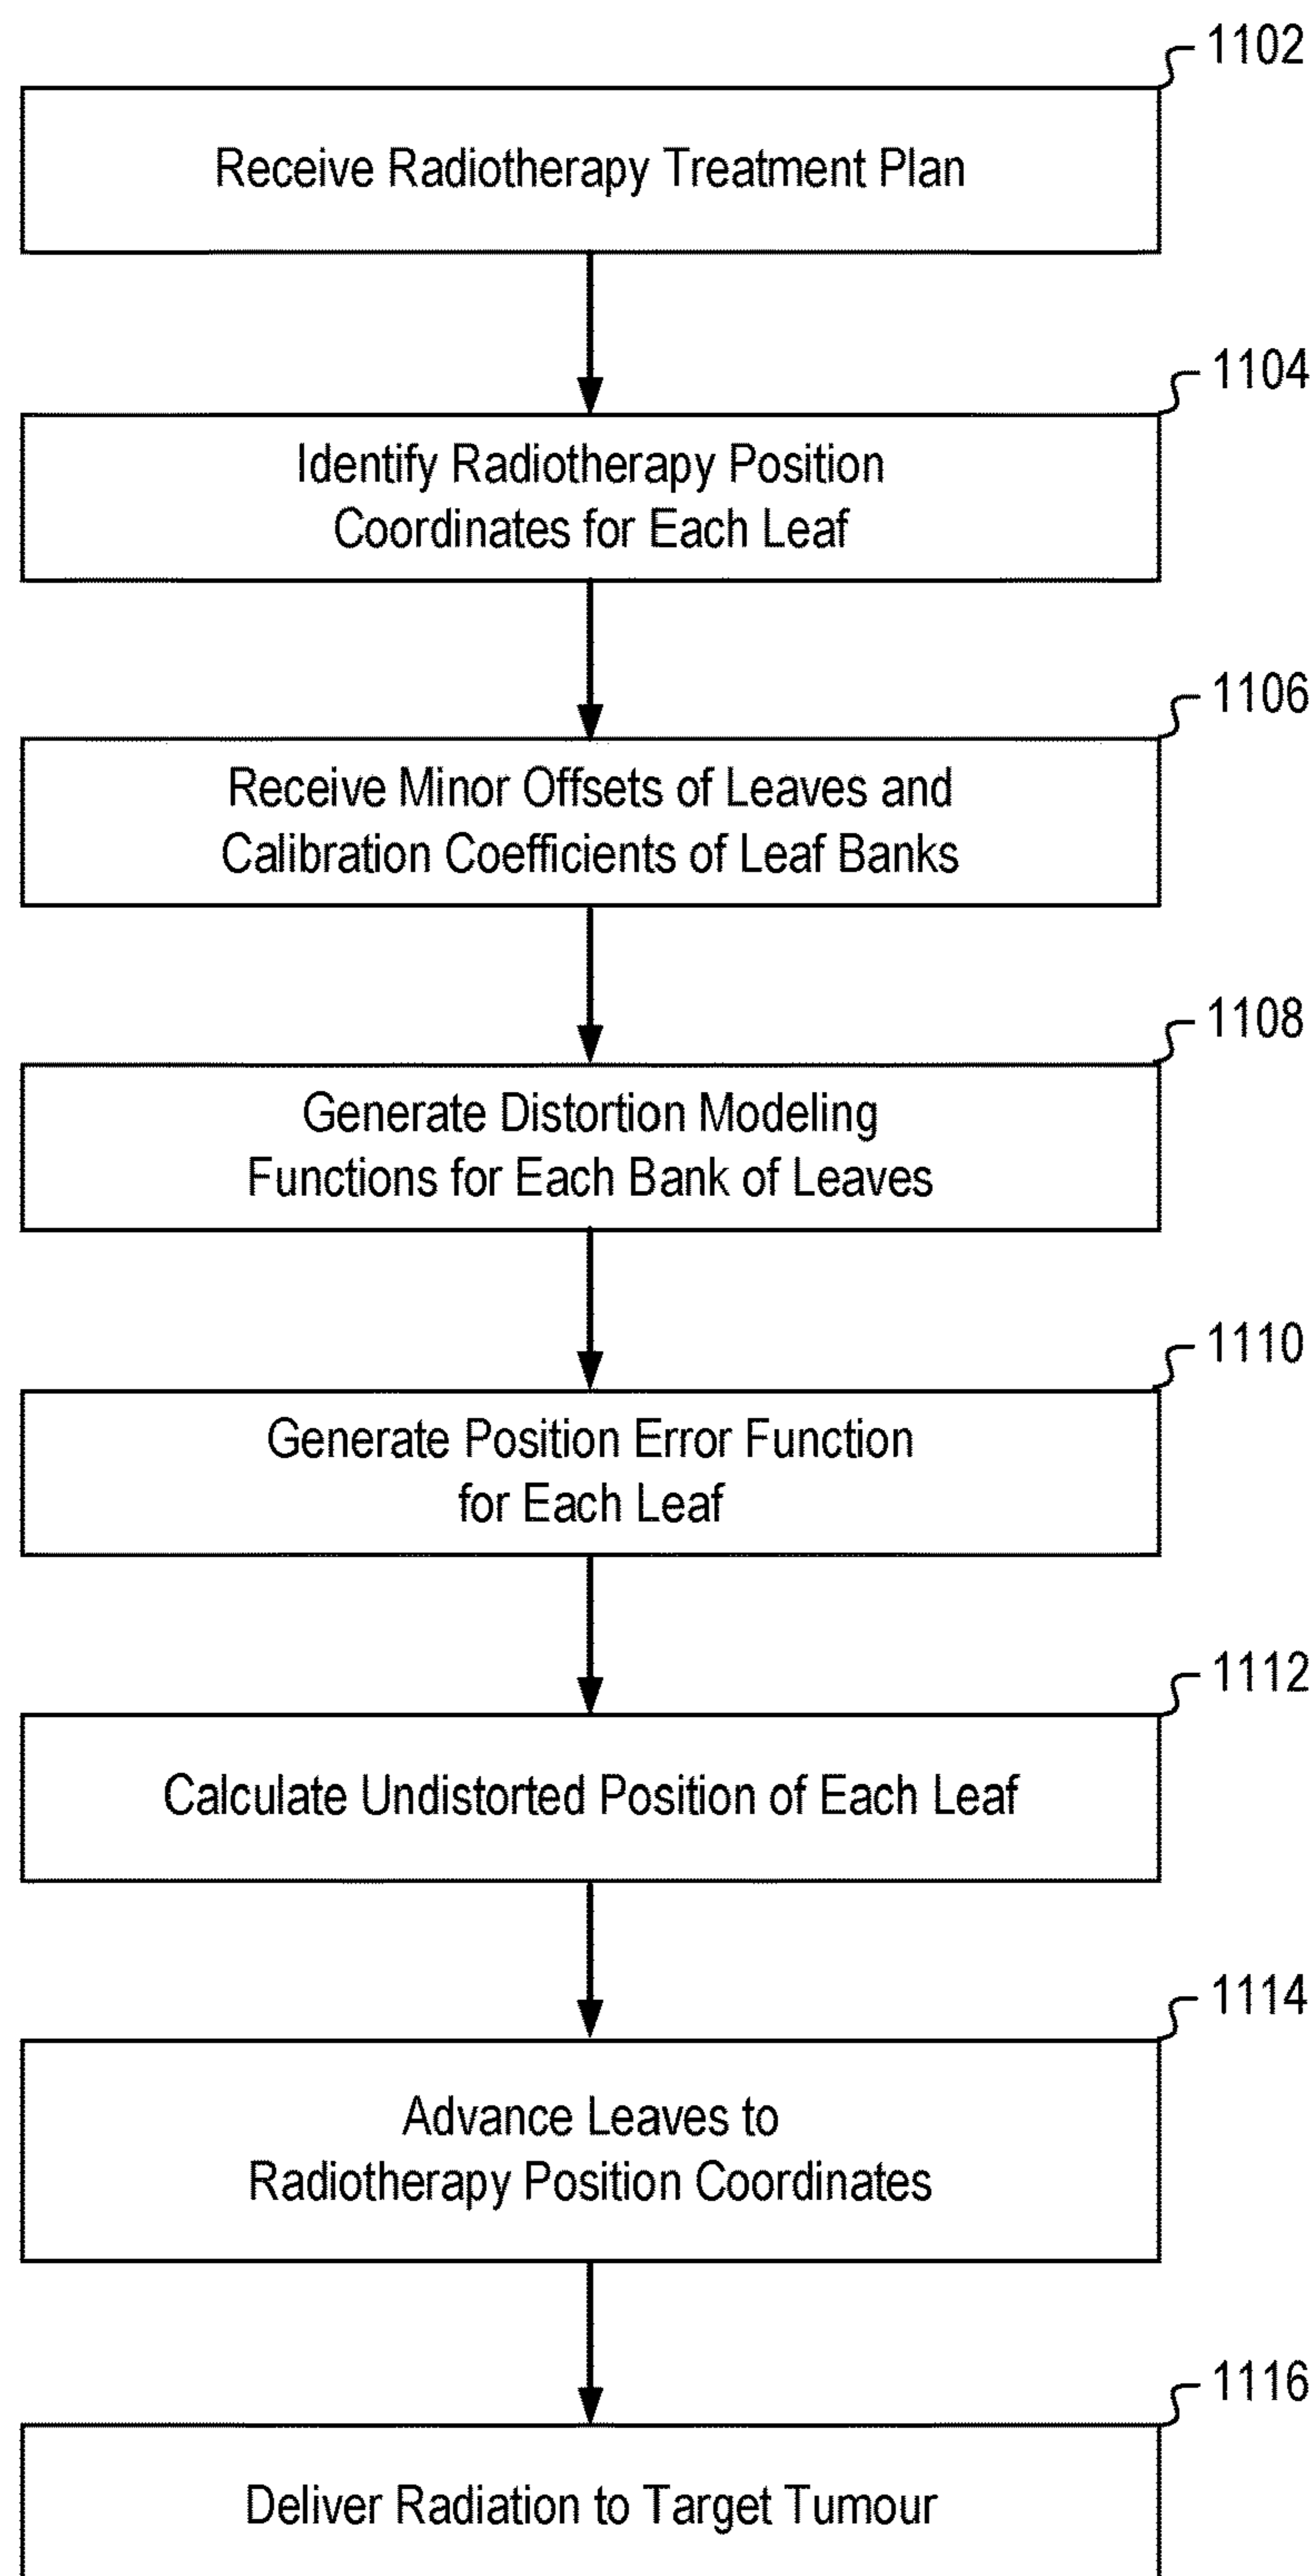 1102
Receive Radiotherapy Treatment Plan
1104
Identify Radiotherapy Position
Coordinates for Each Leaf
1106
Receive Minor Offsets of Leaves and
Calibration Coefficients of Leaf Banks
1108
Generate Distortion Modeling
Functions for Each Bank of Leaves
1110
Generate Position Error Function
for Each Leaf
1112
Calculate Undistorted Position of Each Leaf
1114
Advance Leaves to
Radiotherapy Position Coordinates
1116
Deliver Radiation to Target Tumour